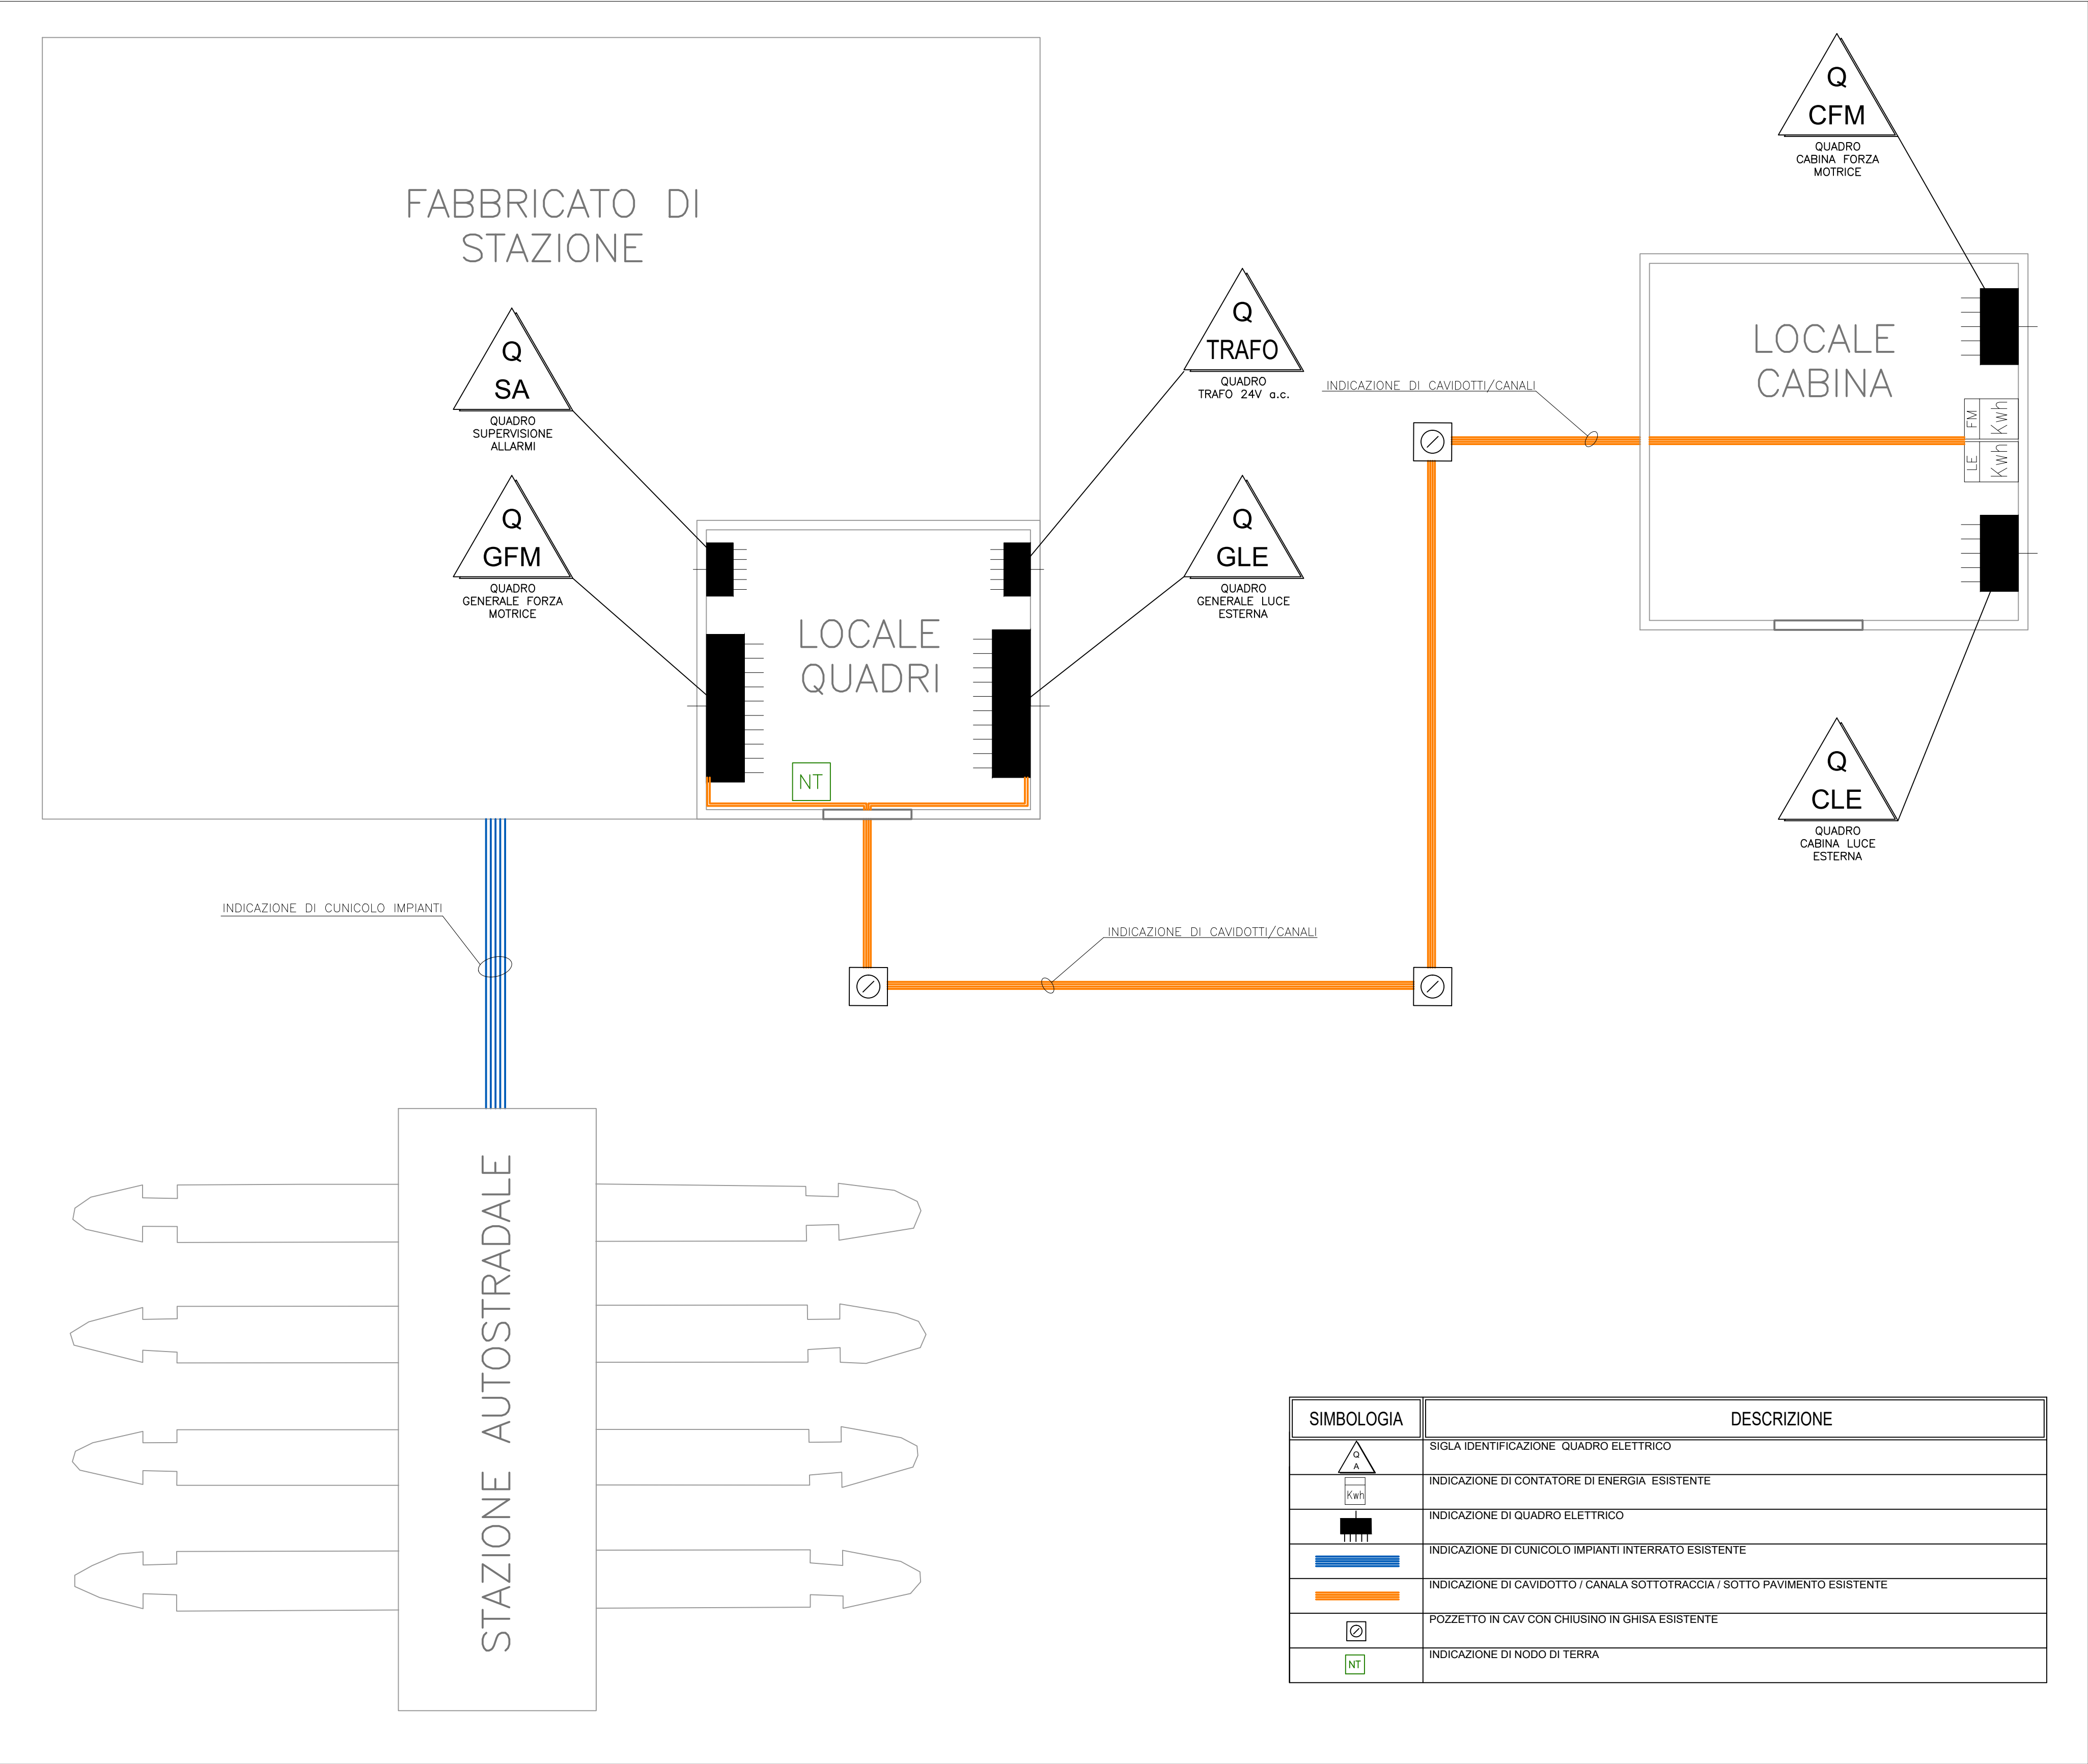 FABBRICATO DI
STAZIONE
Q
SA
QUADRO
SUPERVISIONE
ALLARMI
Q
GFM
QUADRO
GENERALE FORZA
MOTRICE
Q
TRAFO
QUADRO
TRAFO 24V a.c.
Q
GLE
QUADRO
GENERALE LUCE
ESTERNA
LOCALE
QUADRI
NT
Q
CFM
QUADRO
CABINA FORZA
MOTRICE
INDICAZIONE DI CAVIDOTTI/CANALI
LOCALE
CABINA
FM
Kwh
LE
Kwh
Q
CLE
QUADRO
CABINA LUCE
ESTERNA
INDICAZIONE DI CUNICOLO IMPIANTI
INDICAZIONE DI CAVIDOTTI/CANALI
STAZIONE AUTOSTRADALE
SIMBOLOGIA DESCRIZIONE
Q
A
SIGLA IDENTIFICAZIONE QUADRO ELETTRICO
Kwh
INDICAZIONE DI CONTATORE DI ENERGIA ESISTENTE
INDICAZIONE DI QUADRO ELETTRICO
INDICAZIONE DI CUNICOLO IMPIANTI INTERRATO ESISTENTE
INDICAZIONE DI CAVIDOTTO / CANALA SOTTOTRACCIA / SOTTO PAVIMENTO ESISTENTE
POZZETTO IN CAV CON CHIUSINO IN GHISA ESISTENTE
NT
INDICAZIONE DI NODO DI TERRA